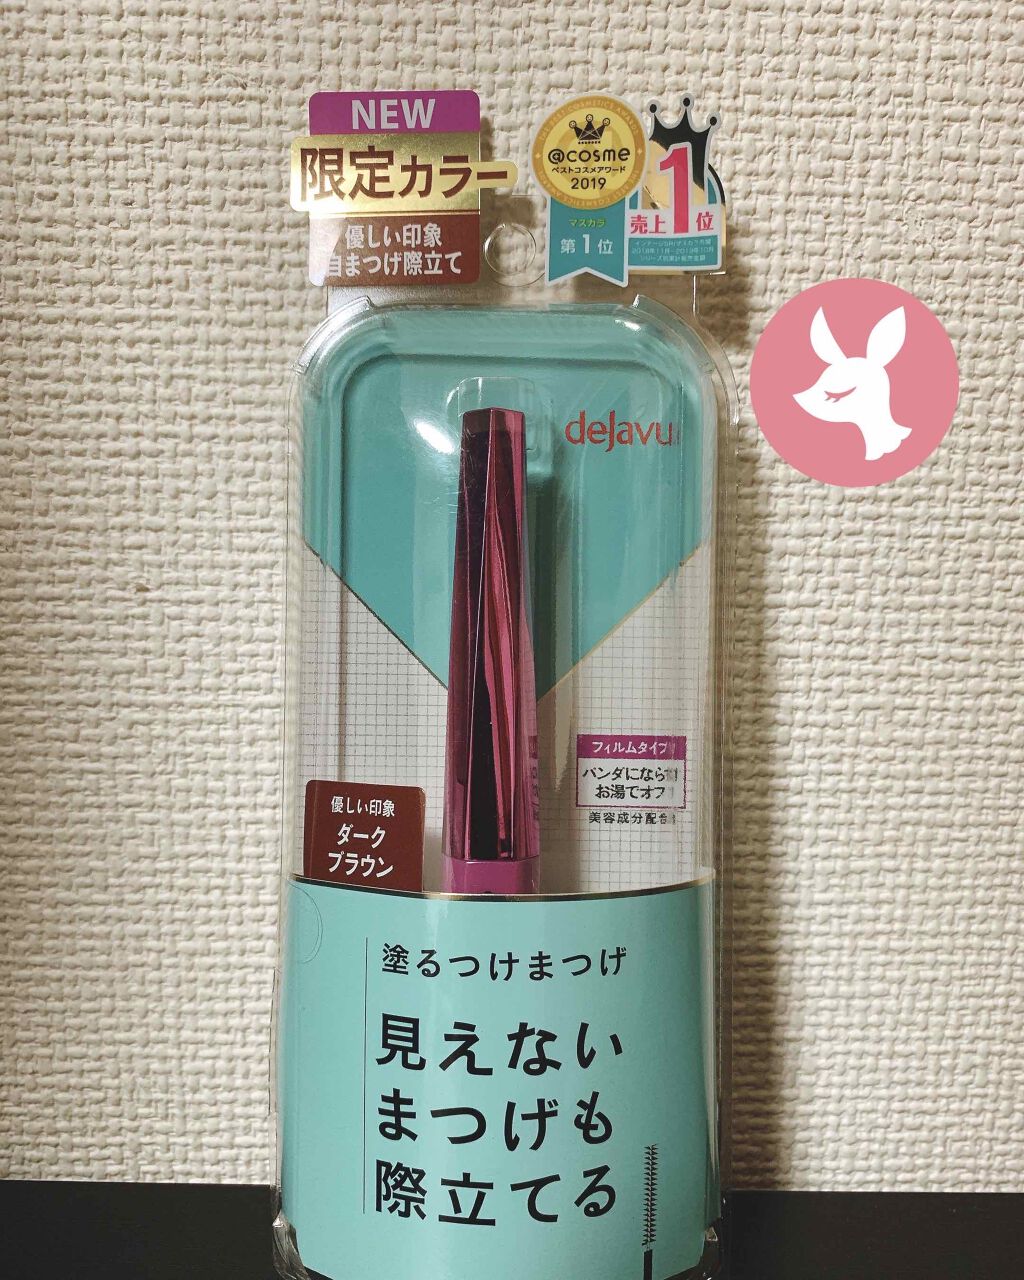 NEW
限定カラー
優しい印象
自まつげ際立て
@cosme
ベストコスメアワード
2019
マスカラ
第1位
売上1位
dejavu
フィルムタイプ
パンダにならず
お湯でオフ
美容成分配合
優しい印象
ダーク
ブラウン
塗るつけまつげ
見えない
まつげも
際立てる